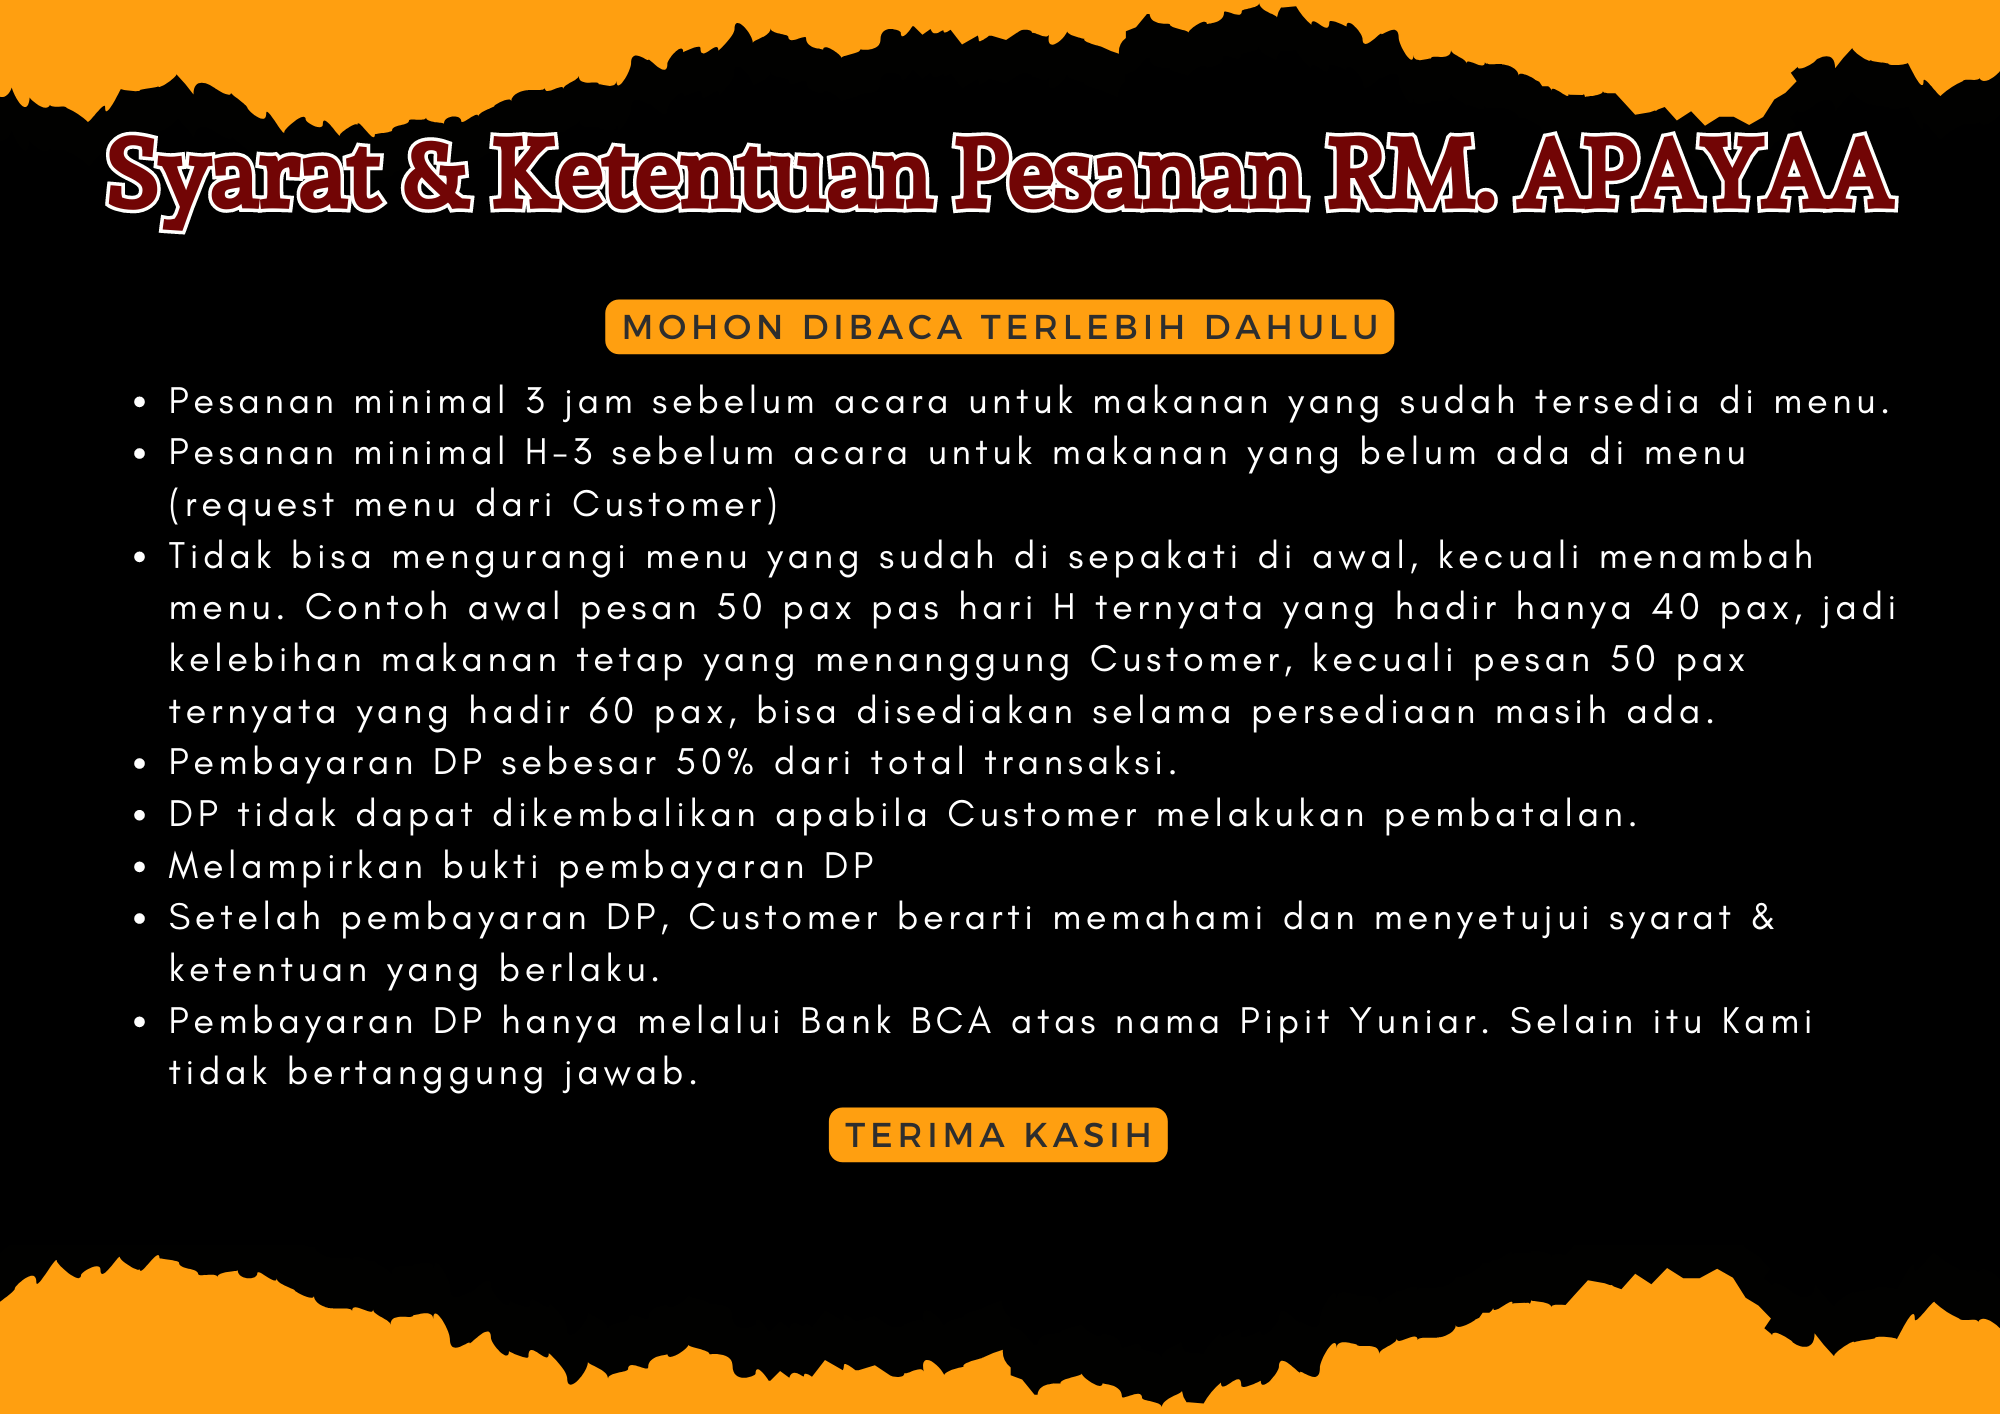 Syarat & Ketentuan Pesanan RM. APAYAA
MOHON DIBACA TERLEBIH DAHULU
• Pesanan minimal 3 jam sebelum acara untuk makanan yang sudah tersedia di menu.
• Pesanan minimal H-3 sebelum acara untuk makanan yang belum ada di menu
(request menu dari Customer)
• Tidak bisa mengurangi menu yang sudah di sepakati di awal, kecuali menambah
menu. Contoh awal pesan 50 pax pas hari H ternyata yang hadir hanya 40 pax, jadi
kelebihan makanan tetap yang menanggung Customer, kecuali pesan 50 pax
ternyata yang hadir 60 pax, bisa disediakan selama persediaan masih ada.
• Pembayaran DP sebesar 50% dari total transaksi.
• DP tidak dapat dikembalikan apabila Customer melakukan pembatalan.
• Melampirkan bukti pembayaran DP
• Setelah pembayaran DP, Customer berarti memahami dan menyetujui syarat &
ketentuan yang berlaku.
• Pembayaran DP hanya melalui Bank BCA atas nama Pipit Yuniar. Selain itu Kami
tidak bertanggung jawab.
TERIMA KASIH